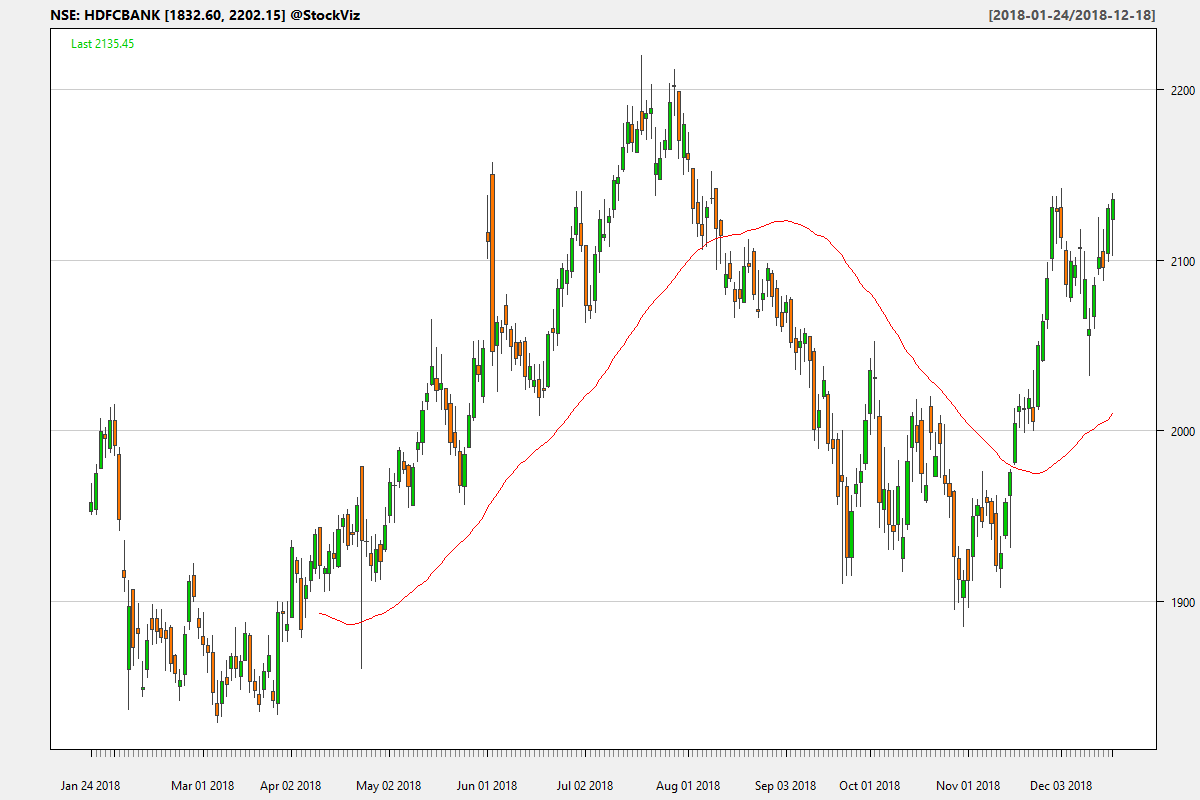 NSE: HDFCBANK [1832.60, 2202.15] @StockViz [2018-01-24/2018-12-18]
Last 2135.45
2200
2100
2000
1900
Jan 24 2018 Mar 01 2018 Apr 02 2018 May 02 2018 Jun 01 2018 Jul 02 2018 Aug 01 2018 Sep 03 2018 Oct 01 2018 Nov 01 2018 Dec 03 2018